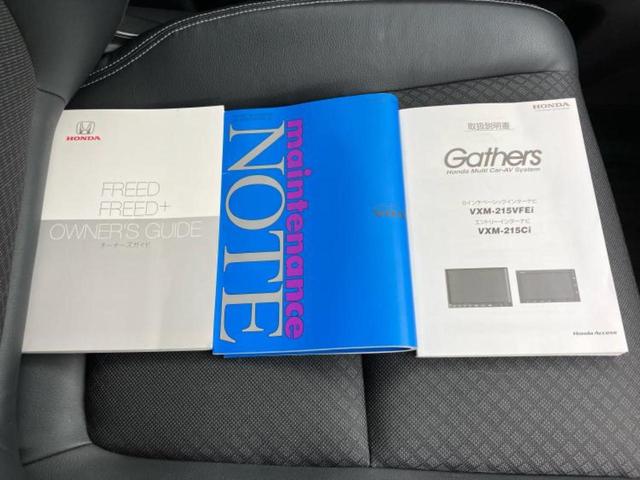 HONDA
FREED
FREED+
OWNER'S GUIDE
オーナーズガイド
maintenance
NOTE
HONDA
取扱説明書
Gathers
Honda Multi Car-AV System
9インチベーシックインターナビ
VXM-215VFEi
エントリーインターナビ
VXM-215Ci
Honda Access